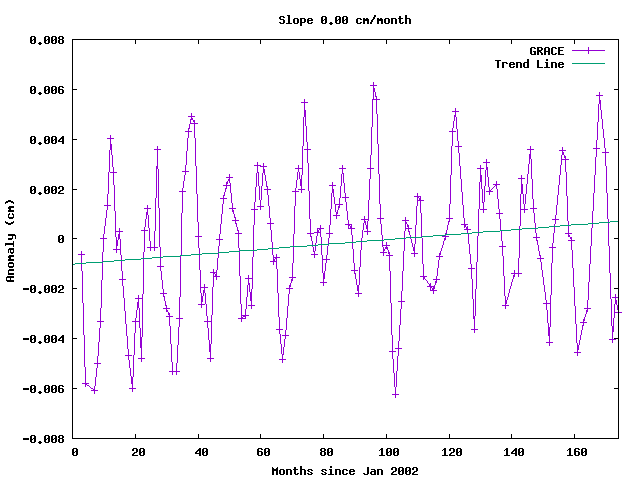 Slope 0.00 cm/month
GRACE
Trend Line
0.008
0.006
0.004
0.002
0
-0.002
-0.004
-0.006
-0.008
Anomaly (cm)
0 20 40 60 80 100 120 140 160
Months since Jan 2002